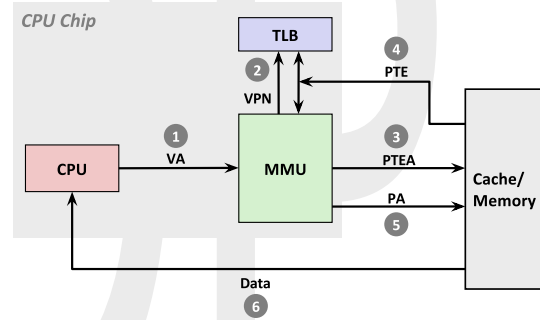 CPU Chip
TLB
4
2
PTE
VPN
1
3
VA
PTEA
CPU
MMU
Cache/
Memory
PA
5
Data
6